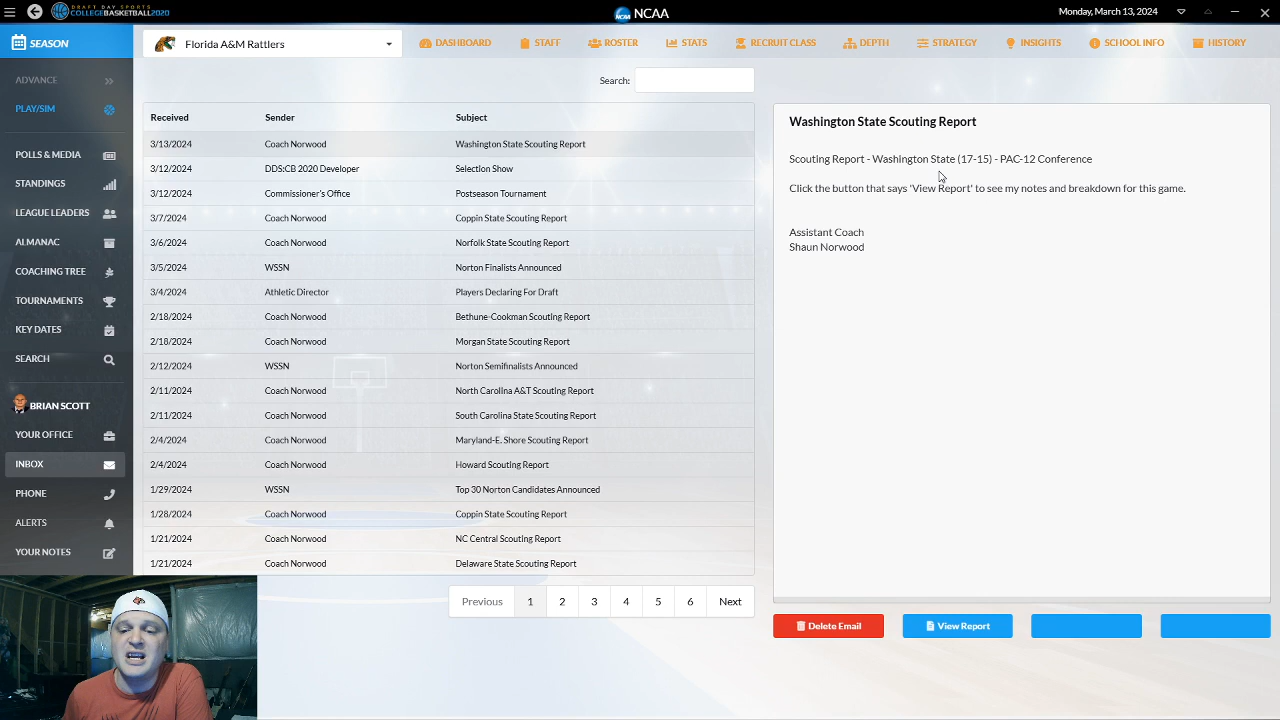 DRAFT DAY SPORTS
COLLEGE BASKETBALL 2020
NCAA
Monday, March 13, 2024
SEASON
Florida A&M Rattlers
DASHBOARD
STAFF
ROSTER
STATS
RECRUIT CLASS
DEPTH
STRATEGY
INSIGHTS
SCHOOL INFO
HISTORY
ADVANCE
PLAY/SIM
POLLS & MEDIA
STANDINGS
LEAGUE LEADERS
ALMANAC
COACHING TREE
TOURNAMENTS
KEY DATES
SEARCH
BRIAN SCOTT
YOUR OFFICE
INBOX
PHONE
ALERTS
YOUR NOTES
Search:
Received Sender Subject
3/13/2024 Coach Norwood Washington State Scouting Report
3/12/2024 DDS:CB 2020 Developer Selection Show
3/12/2024 Commissioner's Office Postseason Tournament
3/7/2024 Coach Norwood Coppin State Scouting Report
3/6/2024 Coach Norwood Norfolk State Scouting Report
3/5/2024 WSSN Norton Finalists Announced
3/4/2024 Athletic Director Players Declaring For Draft
2/18/2024 Coach Norwood Bethune-Cookman Scouting Report
2/18/2024 Coach Norwood Morgan State Scouting Report
2/12/2024 WSSN Norton Semifinalists Announced
2/11/2024 Coach Norwood North Carolina A&T Scouting Report
2/11/2024 Coach Norwood South Carolina State Scouting Report
2/4/2024 Coach Norwood Maryland-E. Shore Scouting Report
2/4/2024 Coach Norwood Howard Scouting Report
1/29/2024 WSSN Top 30 Norton Candidates Announced
1/28/2024 Coach Norwood Coppin State Scouting Report
1/21/2024 Coach Norwood NC Central Scouting Report
1/21/2024 Coach Norwood Delaware State Scouting Report
Previous 1 2 3 4 5 6 Next
Washington State Scouting Report
Scouting Report - Washington State (17-15) - PAC-12 Conference
Click the button that says 'View Report' to see my notes and breakdown for this game.
Assistant Coach
Shaun Norwood
Delete Email
View Report